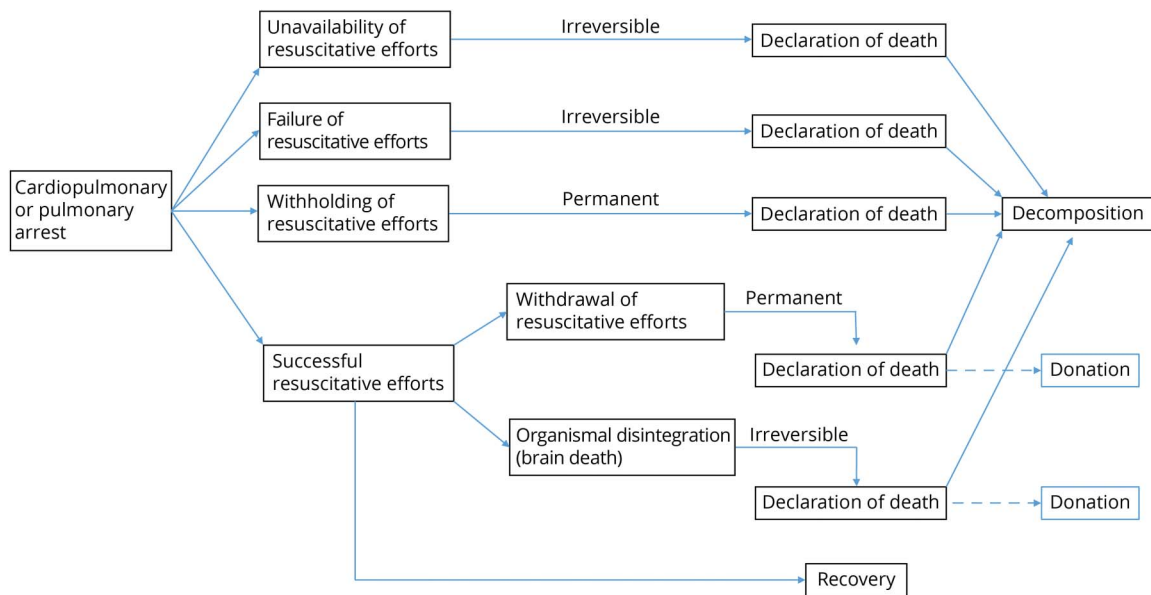 Unavailability of
resuscitative efforts
Irreversible
Declaration of death
Failure of
resuscitative efforts
Irreversible
Declaration of death
Cardiopulmonary
or pulmonary
arrest
Withholding of
resuscitative efforts
Permanent
Declaration of death
Decomposition
Withdrawal of
resuscitative efforts
Permanent
Successful
resuscitative efforts
Declaration of death
Donation
Organismal disintegration
(brain death)
Irreversible
Declaration of death
Donation
Recovery